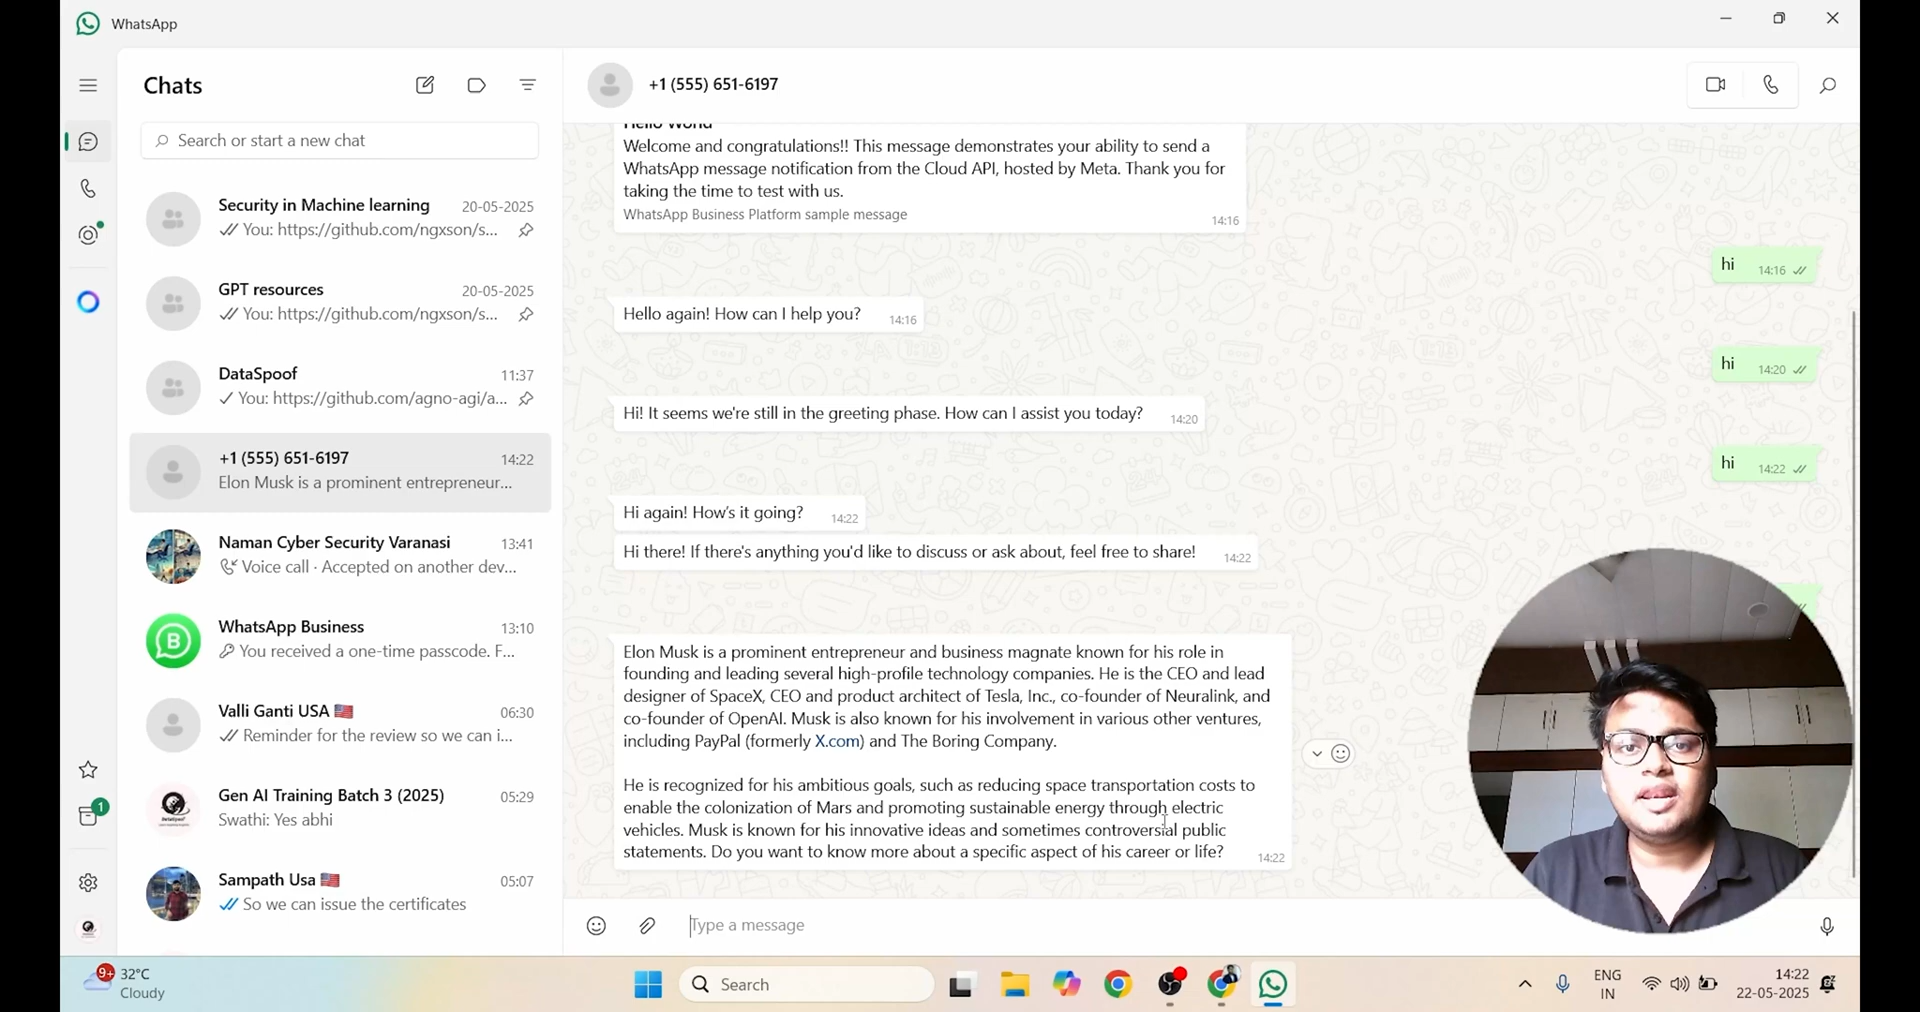 WhatsApp
Chats
Search or start a new chat
Security in Machine learning 20-05-2025
You: https://github.com/ngxson/s...
GPT resources 20-05-2025
You: https://github.com/ngxson/s...
DataSpoof 11:37
You: https://github.com/agno-agi/a...
+1 (555) 651-6197 14:22
Elon Musk is a prominent entrepreneur...
Naman Cyber Security Varanasi 13:41
Voice call · Accepted on another dev...
WhatsApp Business 13:10
You received a one-time passcode. F...
Valli Ganti USA 06:30
Reminder for the review so we can i...
Gen AI Training Batch 3 (2025) 05:29
Swathi: Yes abhi
Sampath Usa 05:07
So we can issue the certificates
1
+1 (555) 651-6197
Hello World
Welcome and congratulations!! This message demonstrates your ability to send a
WhatsApp message notification from the Cloud API, hosted by Meta. Thank you for
taking the time to test with us.
WhatsApp Business Platform sample message 14:16
hi 14:16
Hello again! How can I help you? 14:16
hi 14:20
Hi! It seems we're still in the greeting phase. How can I assist you today? 14:20
hi 14:22
Hi again! How's it going? 14:22
Hi there! If there's anything you'd like to discuss or ask about, feel free to share! 14:22
Elon Musk is a prominent entrepreneur and business magnate known for his role in
founding and leading several high-profile technology companies. He is the CEO and lead
designer of SpaceX, CEO and product architect of Tesla, Inc., co-founder of Neuralink, and
co-founder of OpenAI. Musk is also known for his involvement in various other ventures,
including PayPal (formerly X.com) and The Boring Company.
He is recognized for his ambitious goals, such as reducing space transportation costs to
enable the colonization of Mars and promoting sustainable energy through electric
vehicles. Musk is known for his innovative ideas and sometimes controversial public
statements. Do you want to know more about a specific aspect of his career or life? 14:22
Type a message
9+
32°C
Cloudy
Search
ENG
IN
14:22
22-05-2025